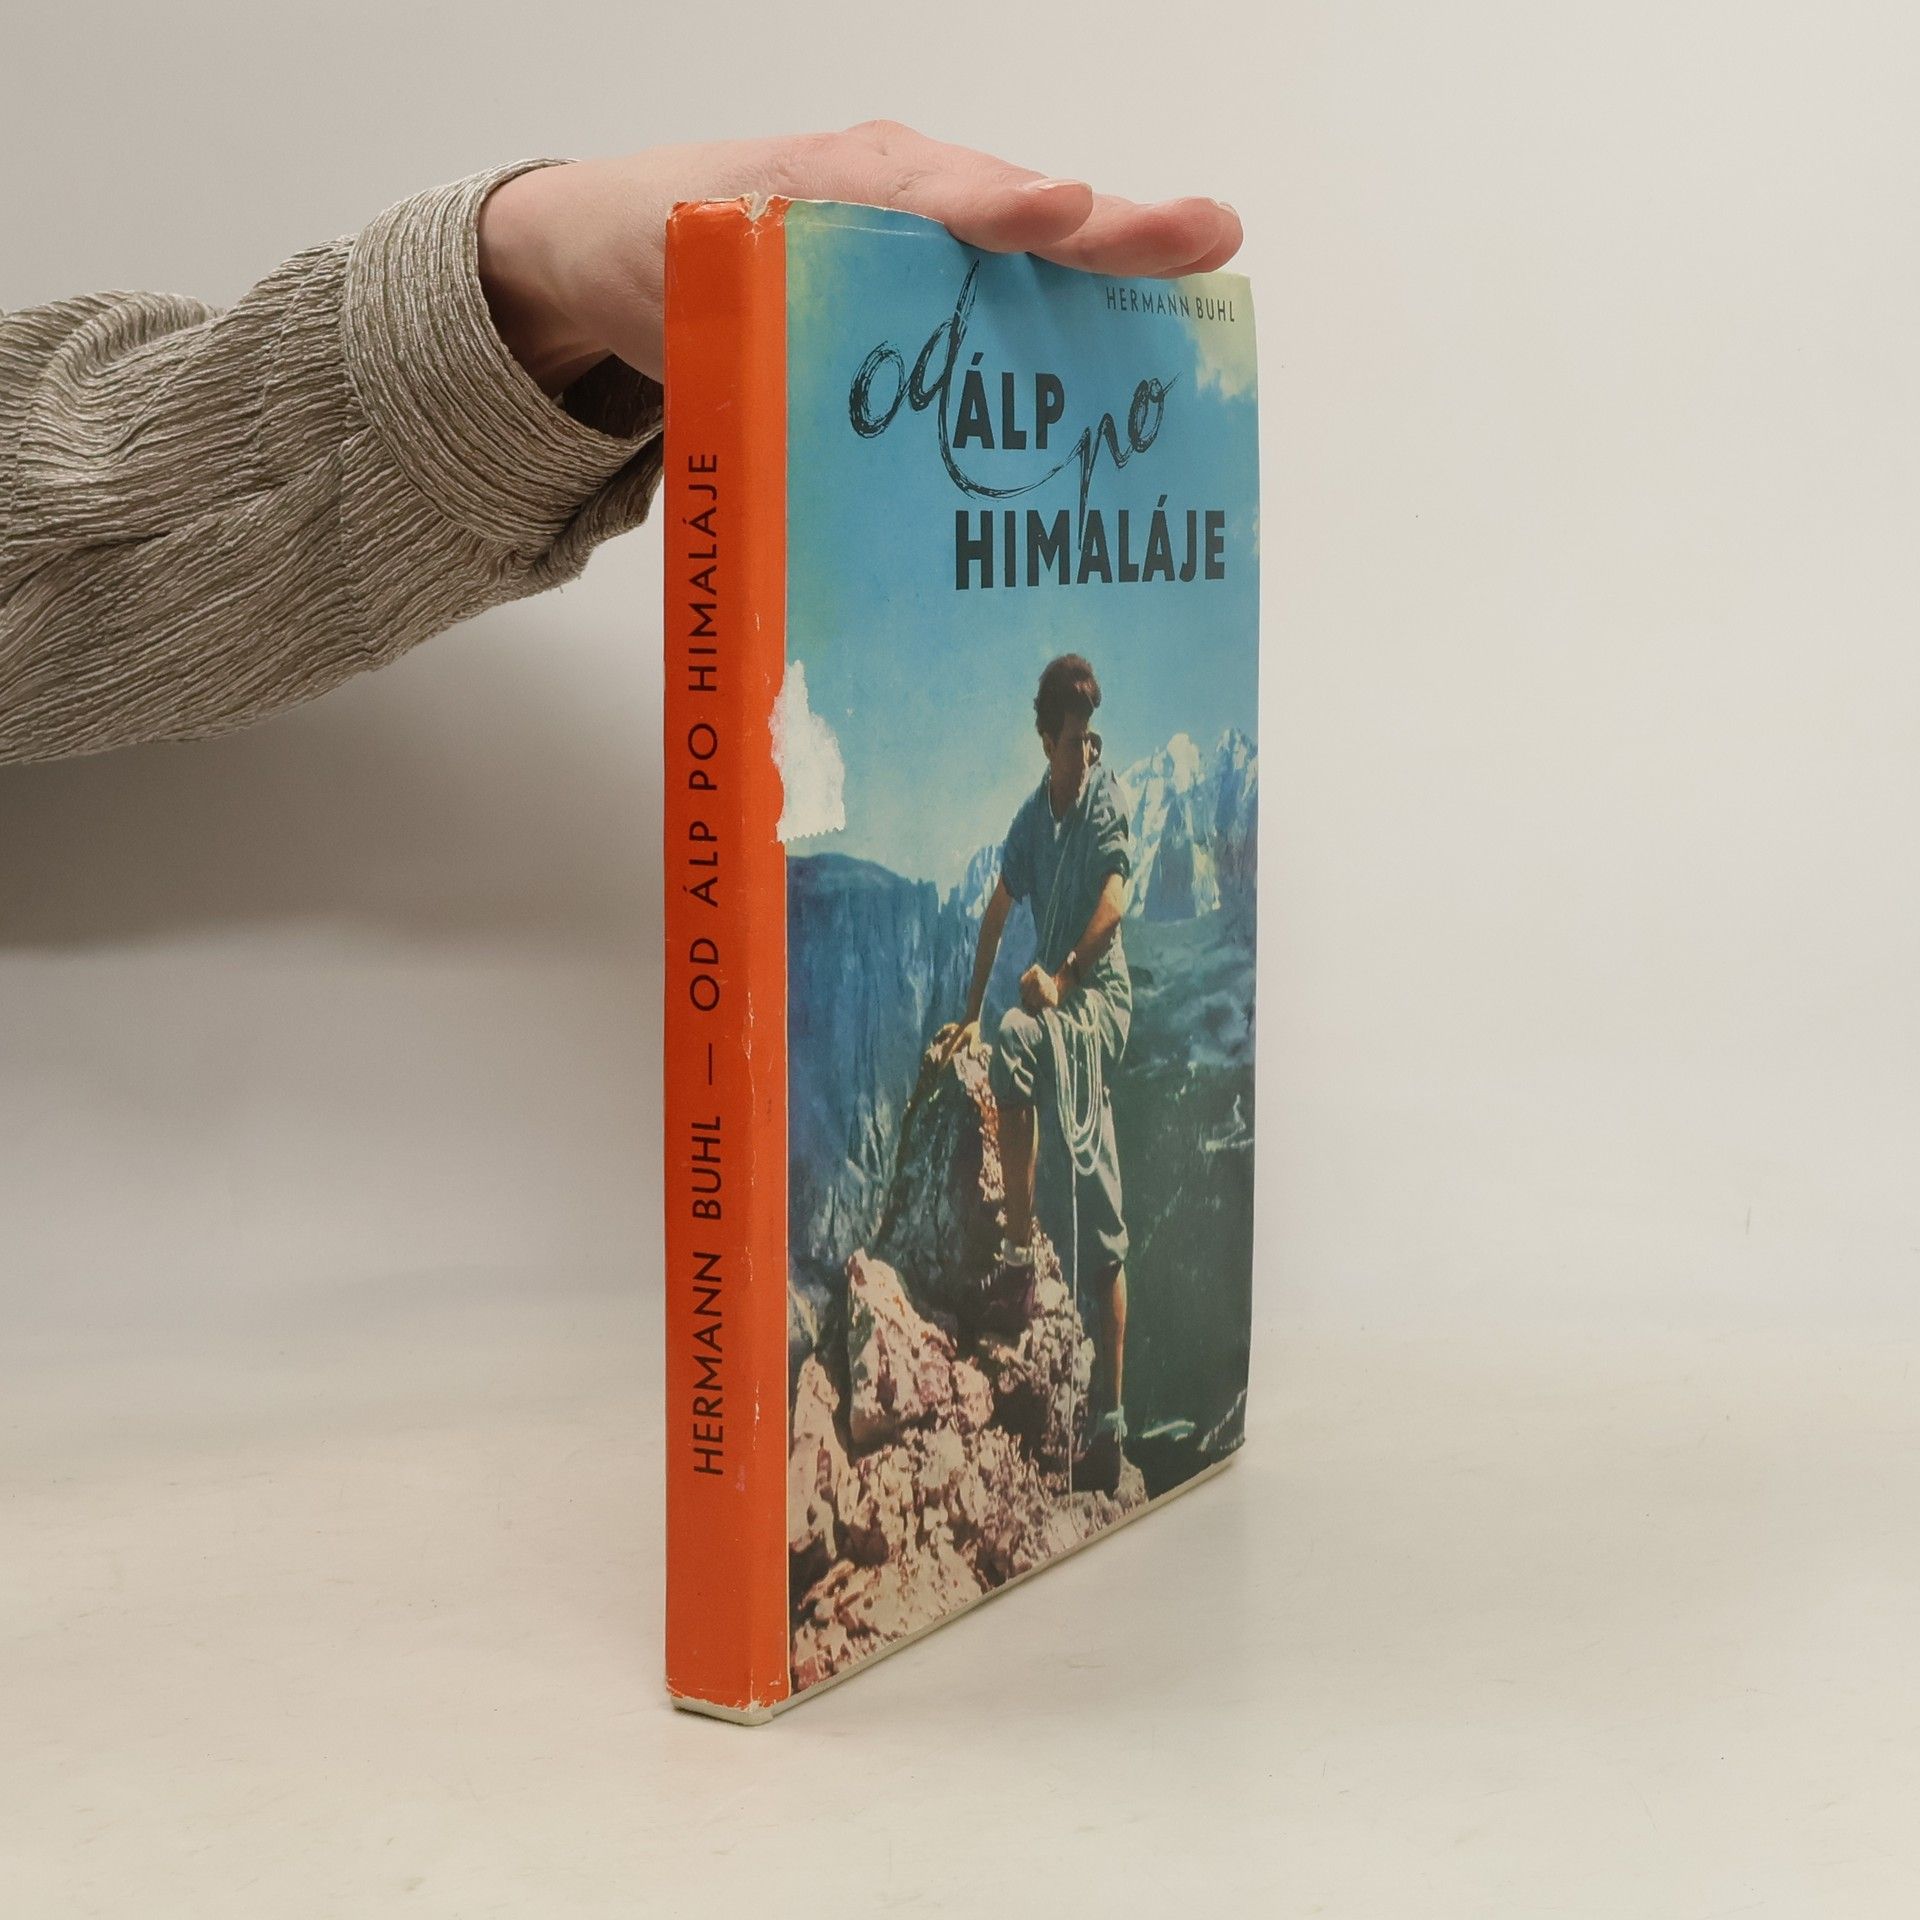 HERMANN BUHL — OD ÁLP PO HIMALÁJE
HERMANN BUHL
od ÁLP po
HIMALÁJE